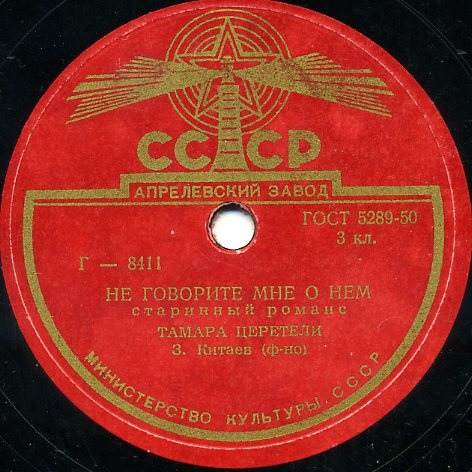 СССР
АПРЕЛЕВСКИЙ ЗАВОД
ГОСТ 5289-50
3 кл.
Г — 8411
НЕ ГОВОРИТЕ МНЕ О НЕМ
старинный романс
ТАМАРА ЦЕРЕТЕЛИ
З. Китаев (ф-но)
МИНИСТЕРСТВО КУЛЬТУРЫ СССР